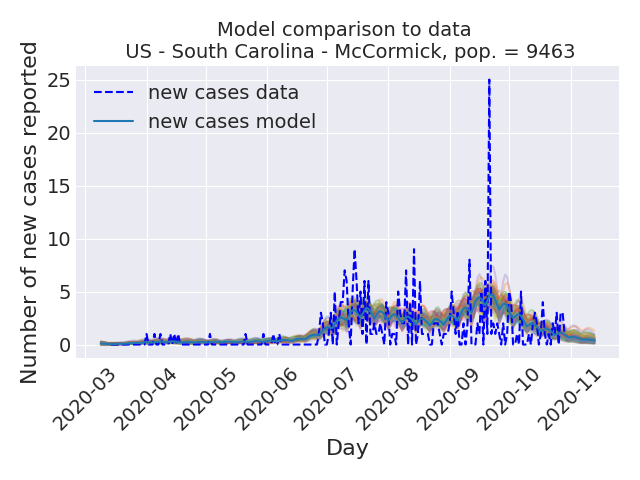 Model comparison to data
US - South Carolina - McCormick, pop. = 9463
new cases data
new cases model
Number of new cases reported
25
20
15
10
5
0
2020-03
2020-04
2020-05
2020-06
2020-07
2020-08
2020-09
2020-10
2020-11
Day